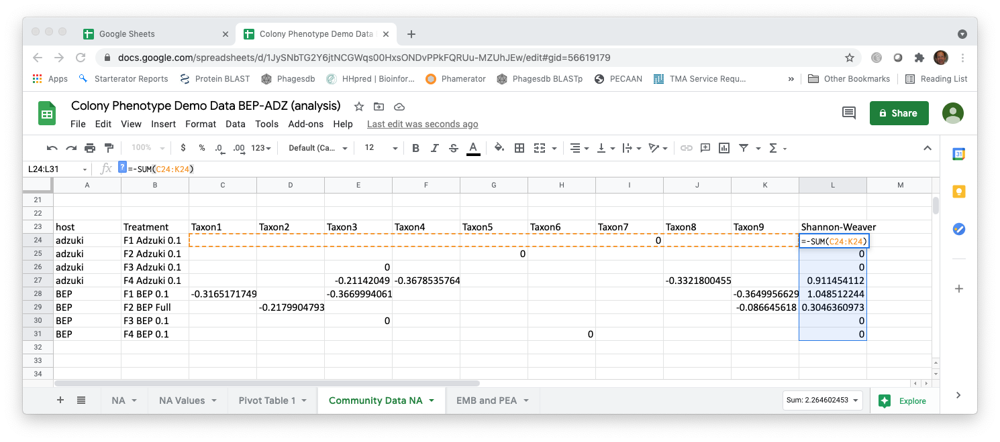 Google Sheets
Colony Phenotype Demo Data
docs.google.com/spreadsheets/d/1JySNbTG2Y6jtNCGWqs00HxsONDvPPkFQRUu-MZUhJEw/edit#gid=56619179
Apps Starterator Reports Protein BLAST Phagesdb HHpred | Bioinfor... Phamerator Phagesdb BLASTp PECAAN TMA Service Requ... » Other Bookmarks Reading List
Colony Phenotype Demo Data BEP-ADZ (analysis)
Share
File Edit View Insert Format Data Tools Add-ons Help Last edit was seconds ago
100% $ % .0 .00 123 Default (Ca... 12 B I S A Σ
31
L24:L31 fx ? =-SUM(C24:K24)
A B C D E F G H I J K L M
21
22
23 host Treatment Taxon1 Taxon2 Taxon3 Taxon4 Taxon5 Taxon6 Taxon7 Taxon8 Taxon9 Shannon-Weaver
24 adzuki F1 Adzuki 0.1 0 =-SUM(C24:K24)
25 adzuki F2 Adzuki 0.1 0 0
26 adzuki F3 Adzuki 0.1 0 0
27 adzuki F4 Adzuki 0.1 -0.21142049 -0.3678535764 -0.3321800455 0.911454112
28 BEP F1 BEP 0.1 -0.3165171749 -0.3669994061 -0.3649956629 1.048512244
29 BEP F2 BEP Full -0.2179904793 -0.086645618 0.3046360973
30 BEP F3 BEP 0.1 0 0
31 BEP F4 BEP 0.1 0 0
32
33
34
NA NA Values Pivot Table 1 Community Data NA EMB and PEA Sum: 2.264602453 Explore